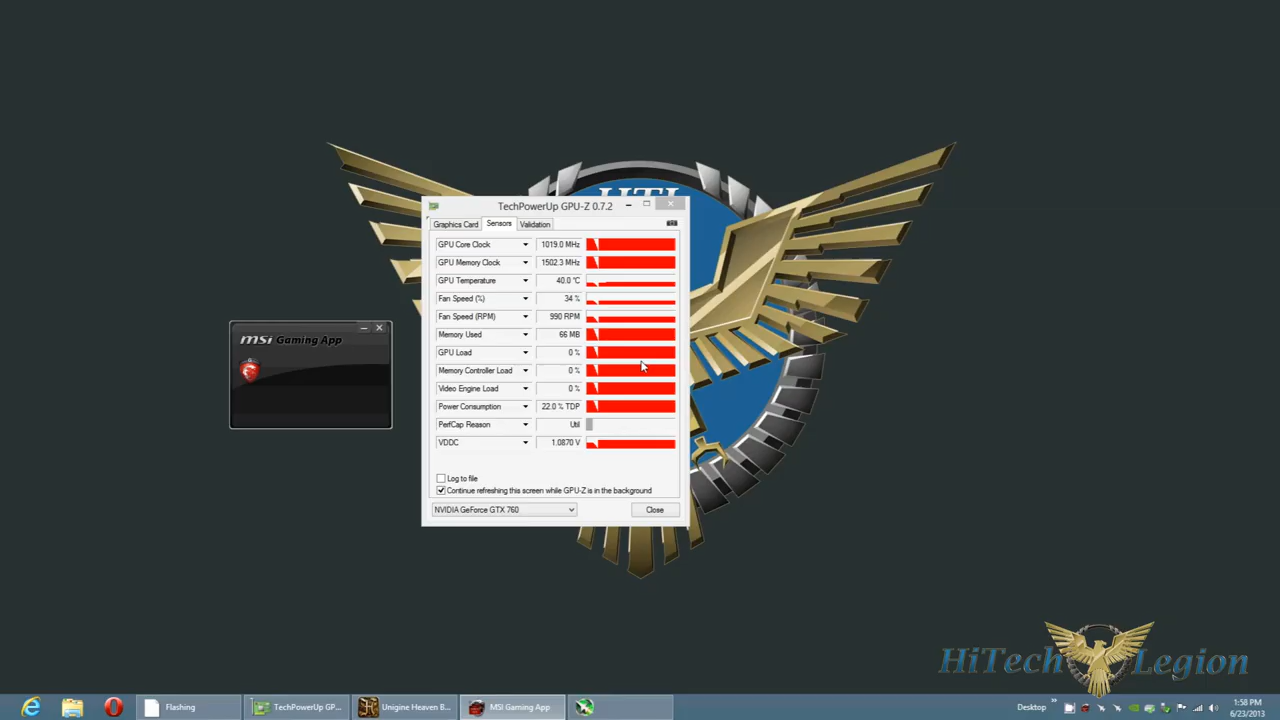 HTL
TechPowerUp GPU-Z 0.7.2
Graphics Card Sensors Validation
GPU Core Clock 1019.0 MHz
GPU Memory Clock 1502.3 MHz
GPU Temperature 40.0 °C
Fan Speed (%) 34 %
Fan Speed (RPM) 990 RPM
Memory Used 66 MB
GPU Load 0 %
Memory Controller Load 0 %
Video Engine Load 0 %
Power Consumption 22.0 % TDP
PerfCap Reason Util
VDDC 1.0870 V
Log to file
Continue refreshing this screen while GPU-Z is in the background
NVIDIA GeForce GTX 760 Close
msi Gaming App
HiTech Legion
Flashing TechPowerUp GP... Unigine Heaven B... MSI Gaming App Desktop 1:58 PM
6/23/2013